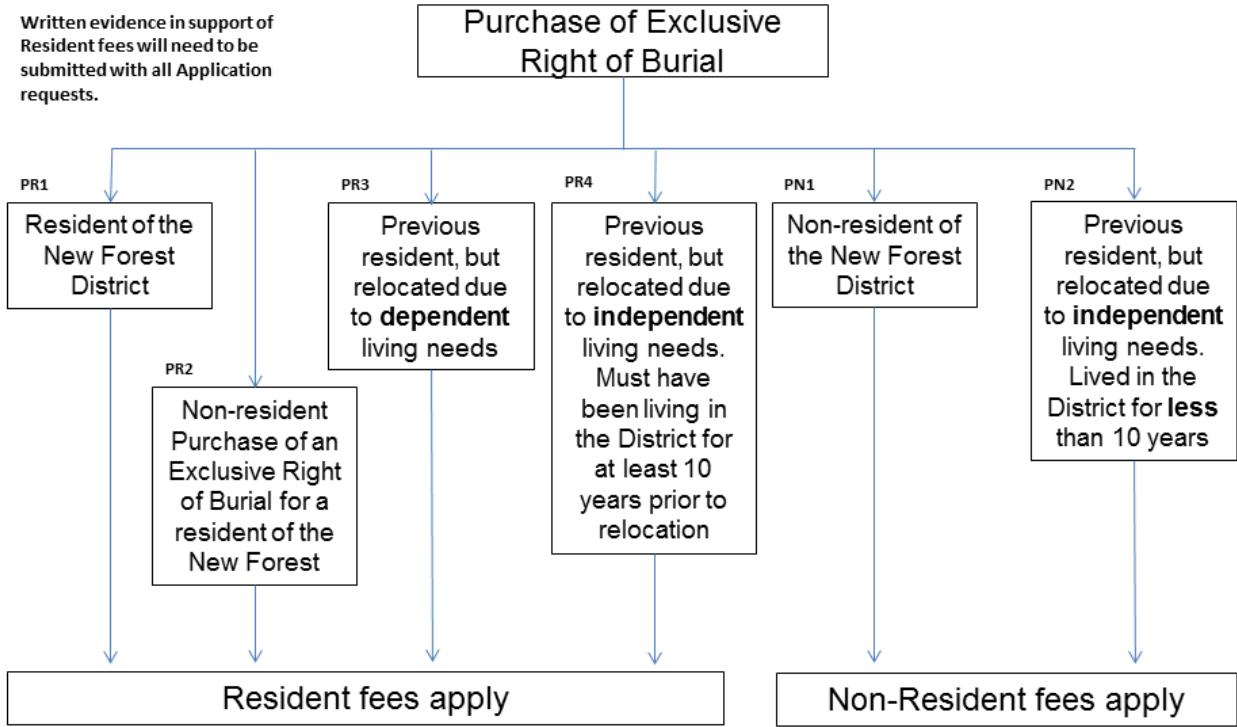 Written evidence in support of
Resident fees will need to be
submitted with all Application
requests.
Purchase of Exclusive
Right of Burial
PR1
Resident of the
New Forest
District
PR2
Non-resident
Purchase of an
Exclusive Right
of Burial for a
resident of the
New Forest
PR3
Previous
resident, but
relocated due
to dependent
living needs
PR4
Previous
resident, but
relocated due
to independent
living needs.
Must have
been living in
the District for
at least 10
years prior to
relocation
PN1
Non-resident of
the New Forest
District
PN2
Previous
resident, but
relocated due
to independent
living needs.
Lived in the
District for less
than 10 years
Resident fees apply
Non-Resident fees apply